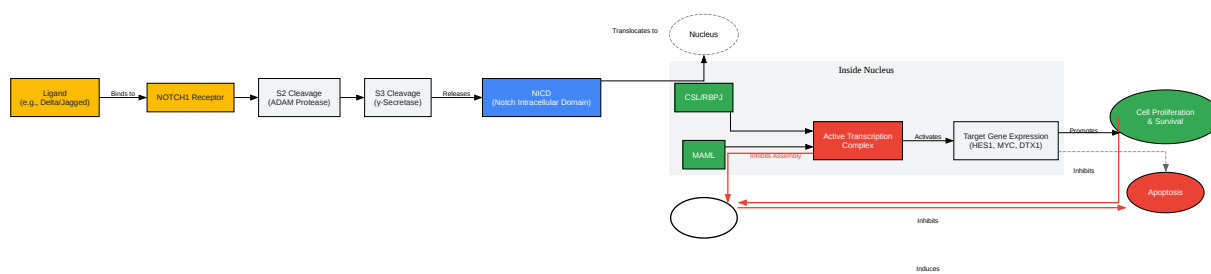 Translocates to
Nucleus
Inside Nucleus
Ligand
(e.g., Delta/Jagged)
Binds to
NOTCH1 Receptor
S2 Cleavage
(ADAM Protease)
S3 Cleavage
(γ-Secretase)
Releases
NICD
(Notch Intracellular Domain)
CSL/RBPJ
MAML
Inhibits Assembly
Active Transcription
Complex
Activates
Target Gene Expression
(HES1, MYC, DTX1)
Promotes
Cell Proliferation
& Survival
Inhibits
Apoptosis
Inhibits
Induces